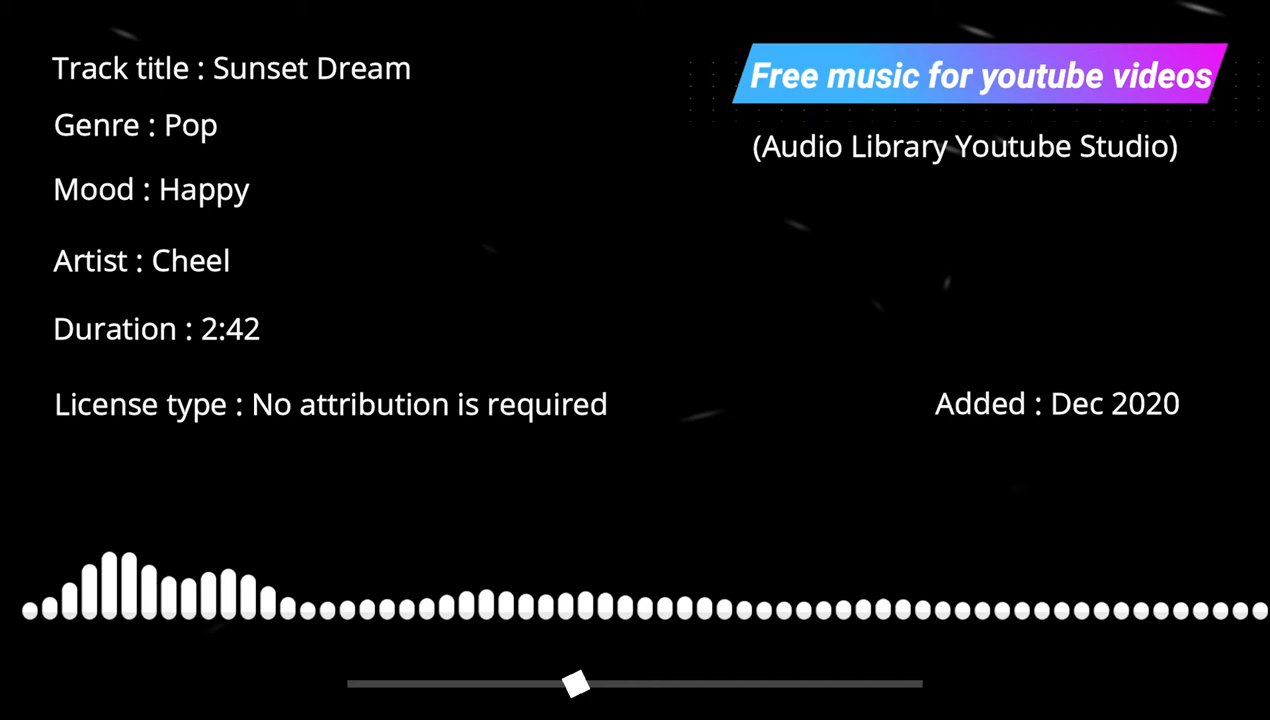 Track title : Sunset Dream
Free music for youtube videos
Genre : Pop
(Audio Library Youtube Studio)
Mood : Happy
Artist : Cheel
Duration : 2:42
License type : No attribution is required
Added : Dec 2020